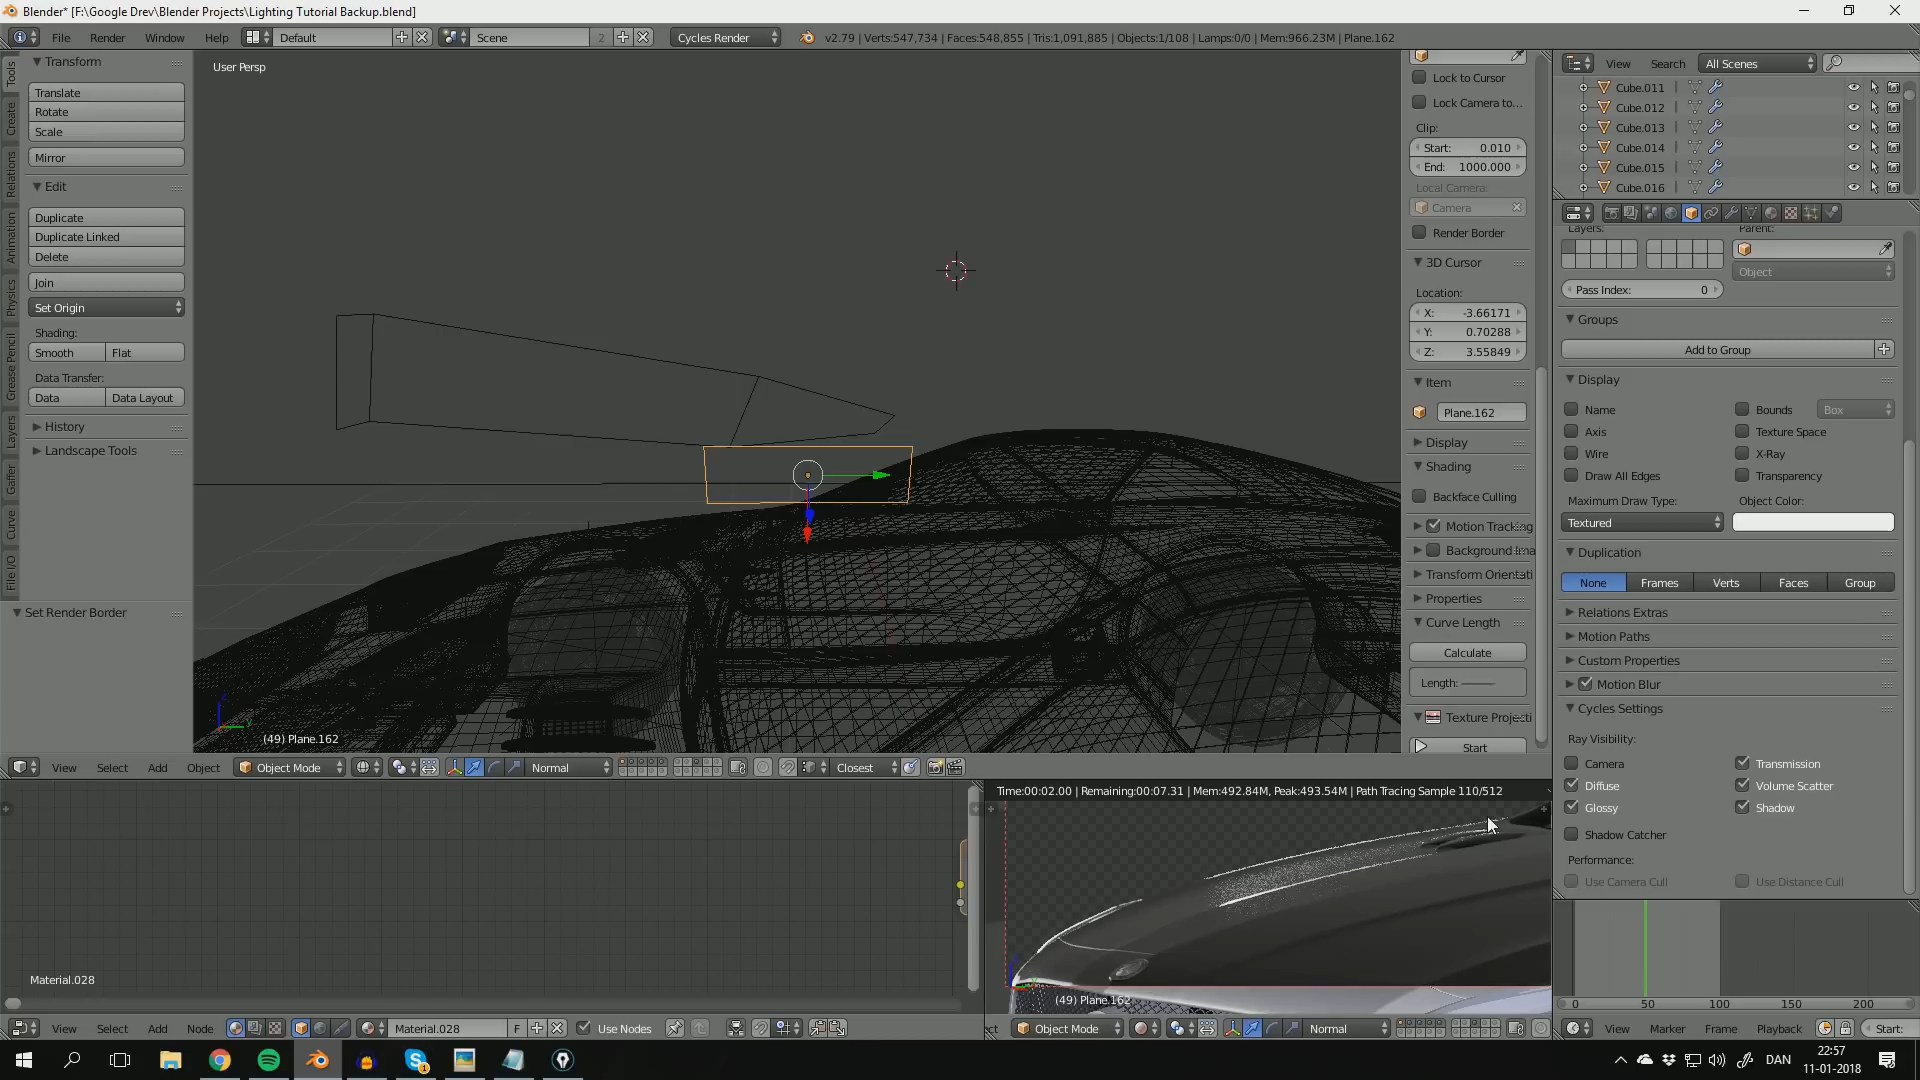 Blender* [F:\Google Drev\Blender Projects\Lighting Tutorial Backup.blend]
File Render Window Help Default Scene 2 Cycles Render v2.79 | Verts:547,734 | Faces:548,855 | Tris:1,091,885 | Objects:1/108 | Lamps:0/0 | Mem:966.23M | Plane.162
Tools
Create
Relations
Animation
Physics
Grease Pencil
Layers
Gaffer
Curve
File I/O
Transform
Translate
Rotate
Scale
Mirror
Edit
Duplicate
Duplicate Linked
Delete
Join
Set Origin
Shading:
Smooth Flat
Data Transfer:
Data Data Layout
History
Landscape Tools
Set Render Border
User Persp
(49) Plane.162
View Select Add Object Object Mode Normal Closest
Lock to Cursor
Lock Camera to...
Clip:
Start: 0.010
End: 1000.000
Local Camera:
Camera
Render Border
3D Cursor
Location:
X: -3.66171
Y: 0.70288
Z: 3.55849
Item
Plane.162
Display
Shading
Backface Culling
Motion Tracking
Background Ima
Transform Orientati
Properties
Curve Length
Calculate
Length:
Texture Projecti
Start
View Search All Scenes
Cube.011
Cube.012
Cube.013
Cube.014
Cube.015
Cube.016
Layers: Parent:
Object
Pass Index: 0
Groups
Add to Group
Display
Name Bounds Box
Axis Texture Space
Wire X-Ray
Draw All Edges Transparency
Maximum Draw Type: Object Color:
Textured
Duplication
None Frames Verts Faces Group
Relations Extras
Motion Paths
Custom Properties
Motion Blur
Cycles Settings
Ray Visibility:
Camera Transmission
Diffuse Volume Scatter
Glossy Shadow
Shadow Catcher
Performance:
Use Camera Cull Use Distance Cull
Material.028
View Select Add Node Material.028 F Use Nodes
Time:00:02.00 | Remaining:00:07.31 | Mem:492.84M, Peak:493.54M | Path Tracing Sample 110/512
(49) Plane.162
ct Object Mode Normal
0 50 100 150 200
View Marker Frame Playback Start:
DAN 22:57
11-01-2018